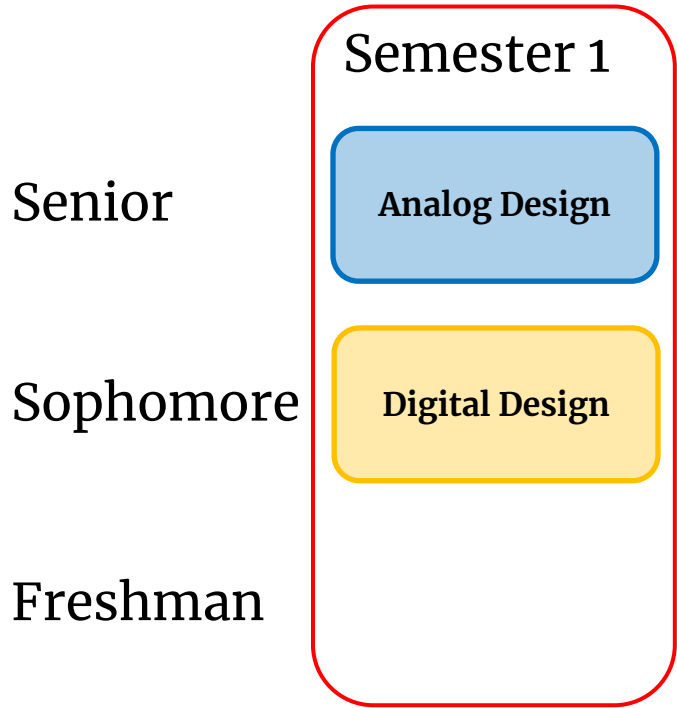 Semester 1
Senior
Analog Design
Sophomore
Digital Design
Freshman